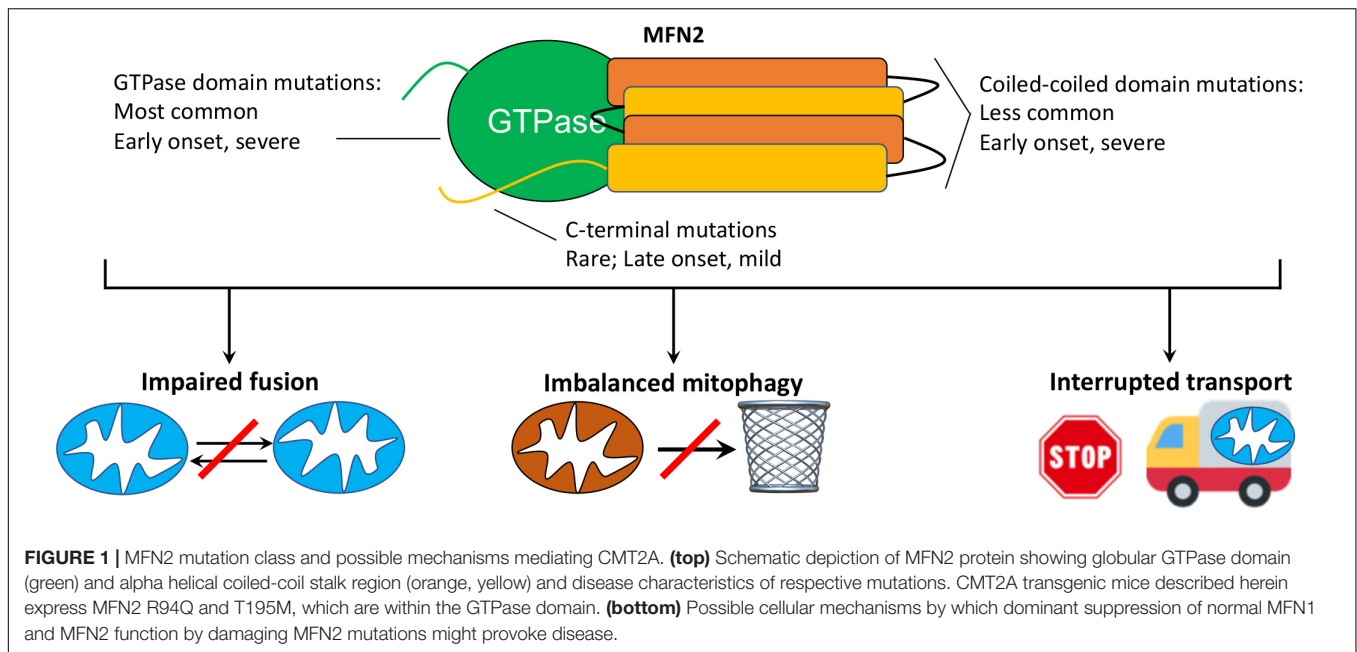 MFN2
GTPase domain mutations:
Most common
Early onset, severe
GTPase
Coiled-coiled domain mutations:
Less common
Early onset, severe
C-terminal mutations
Rare; Late onset, mild
Impaired fusion
Imbalanced mitophagy
Interrupted transport
STOP
FIGURE 1 | MFN2 mutation class and possible mechanisms mediating CMT2A. (top) Schematic depiction of MFN2 protein showing globular GTPase domain
(green) and alpha helical coiled-coil stalk region (orange, yellow) and disease characteristics of respective mutations. CMT2A transgenic mice described herein
express MFN2 R94Q and T195M, which are within the GTPase domain. (bottom) Possible cellular mechanisms by which dominant suppression of normal MFN1
and MFN2 function by damaging MFN2 mutations might provoke disease.